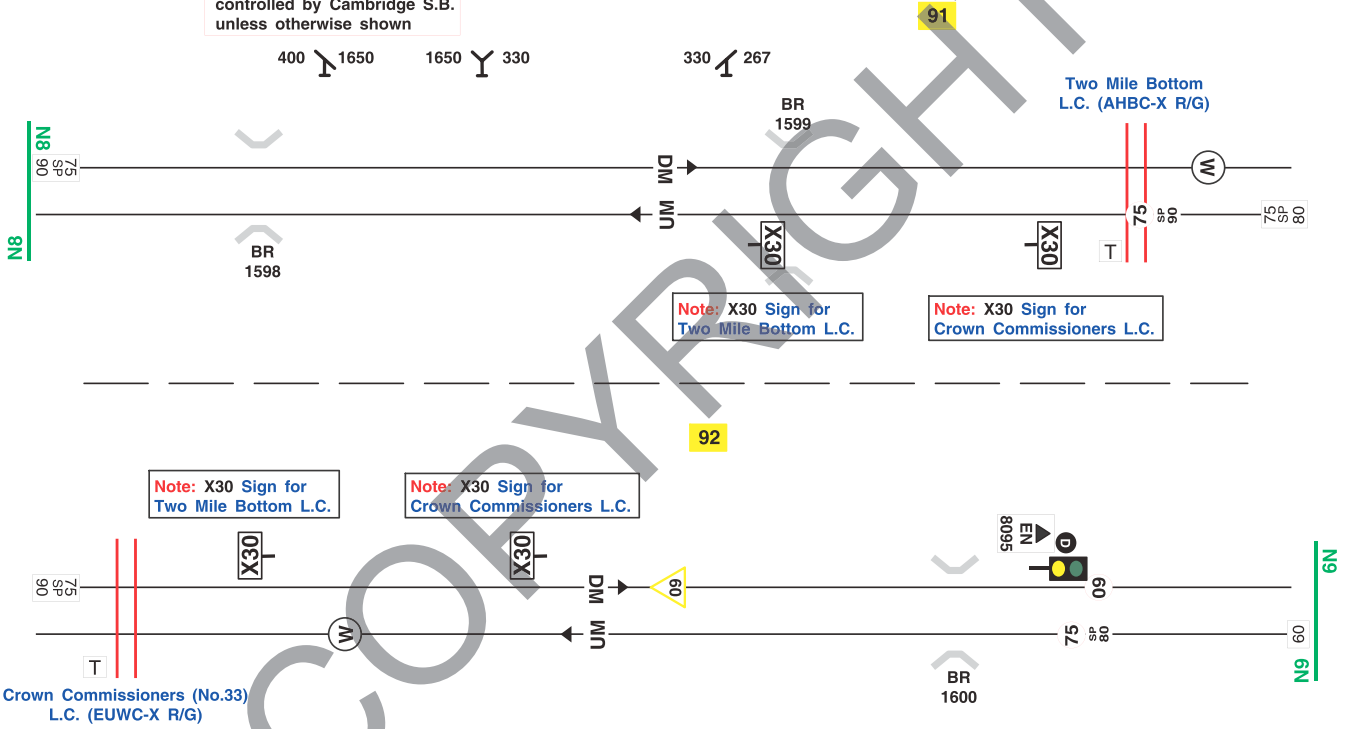 controlled by Cambridge S.B.
unless otherwise shown
91
400 1650
1650 330
330 267
Two Mile Bottom
L.C. (AHBC-X R/G)
BR
1599
N8
75
SP
90
DM
W
UM
75
SP
90
75
SP
80
N8
BR
1598
X30
X30
T
Note: X30 Sign for
Two Mile Bottom L.C.
Note: X30 Sign for
Crown Commissioners L.C.
92
Note: X30 Sign for
Two Mile Bottom L.C.
Note: X30 Sign for
Crown Commissioners L.C.
X30
X30
EN
8095
D
N9
75
SP
90
DM
60
60
W
UM
75
SP
80
60
N9
T
BR
1600
Crown Commissioners (No.33)
L.C. (EUWC-X R/G)
COPYRIGHT